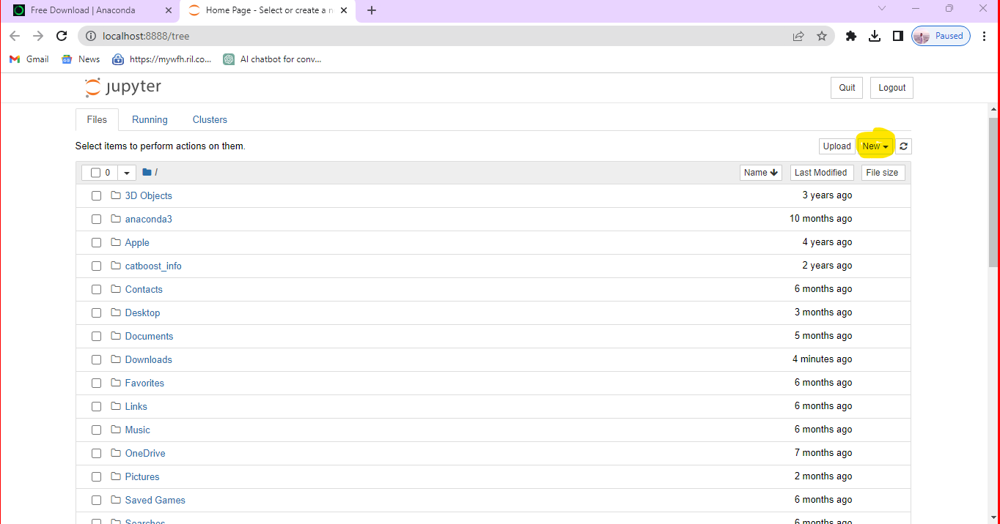 Free Download | Anaconda
Home Page - Select or create a n
localhost:8888/tree
Paused
Gmail
News
https://mywfh.ril.co...
AI chatbot for conv...
jupyter
Quit
Logout
Files
Running
Clusters
Select items to perform actions on them.
Upload
New
0
/
Name
Last Modified
File size
3D Objects
3 years ago
anaconda3
10 months ago
Apple
4 years ago
catboost_info
2 years ago
Contacts
6 months ago
Desktop
3 months ago
Documents
5 months ago
Downloads
4 minutes ago
Favorites
6 months ago
Links
6 months ago
Music
6 months ago
OneDrive
7 months ago
Pictures
2 months ago
Saved Games
6 months ago
Searches
6 months ago